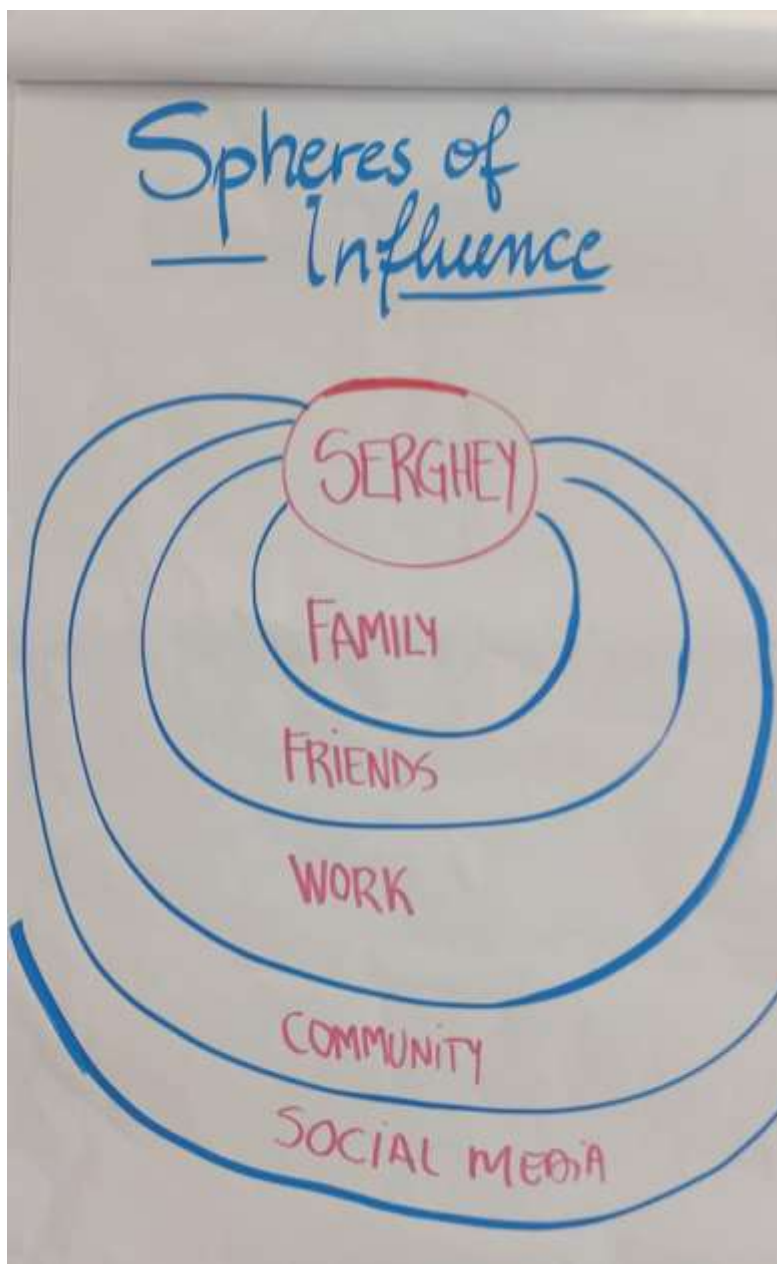 Spheres of
Influence
SERGHEY
FAMILY
FRIENDS
WORK
COMMUNITY
SOCIAL MEDIA